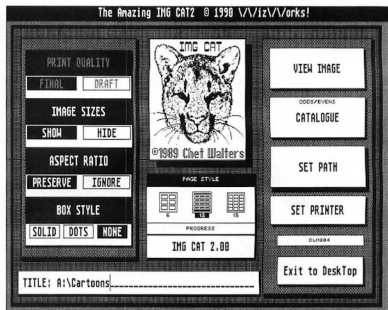 The Amazing IMG CAT2 © 1990 \/\/iz\/\/orks!
PRINT QUALITY
FINAL DRAFT
IMAGE SIZES
SHOW HIDE
ASPECT RATIO
PRESERVE IGNORE
BOX STYLE
SOLID DOTS NONE
IMG CAT
©1989 Chet Walters
PAGE STYLE
6 12 15
PROGRESS
IMG CAT 2.00
VIEW IMAGE
ODDS/EVENS
CATALOGUE
SET PATH
SET PRINTER
SLM804
Exit to DeskTop
TITLE: A:\Cartoons